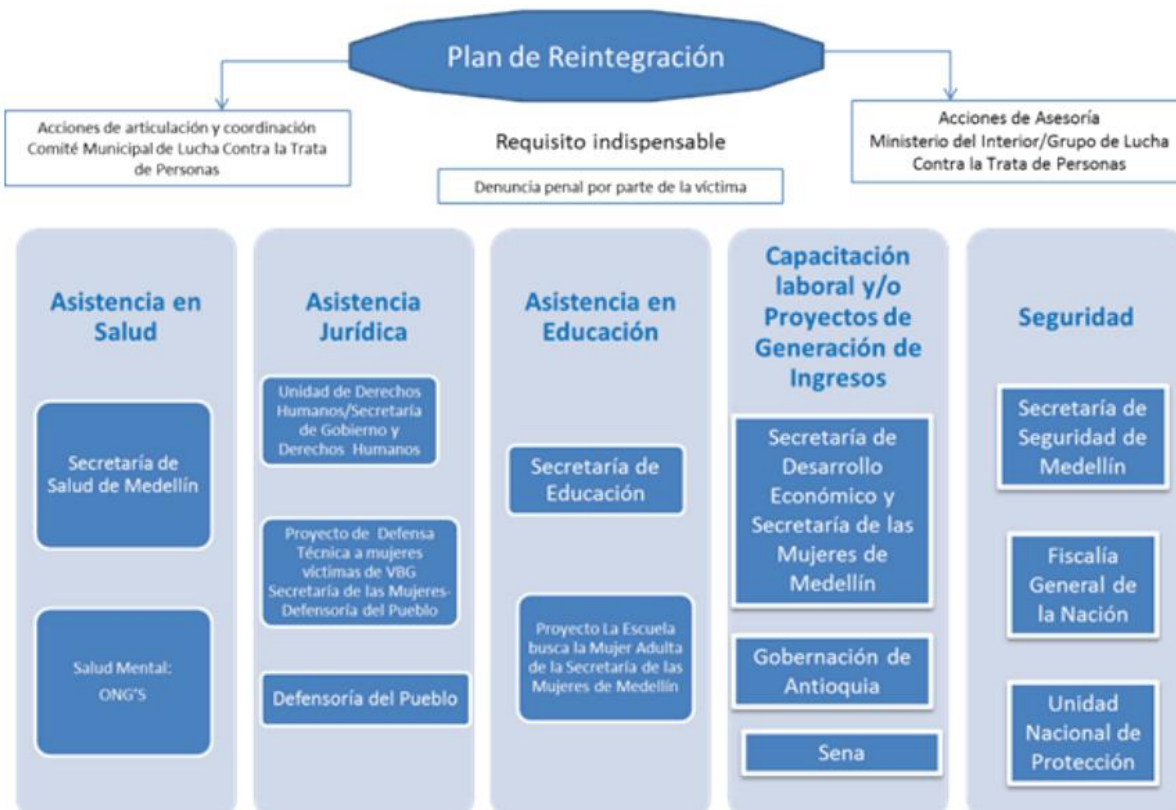 Plan de Reintegración
Acciones de articulación y coordinación
Comité Municipal de Lucha Contra la Trata
de Personas
Requisito indispensable
Denuncia penal por parte de la víctima
Acciones de Asesoría
Ministerio del Interior/Grupo de Lucha
Contra la Trata de Personas
Asistencia en
Salud
Secretaría de
Salud de Medellín
Salud Mental:
ONG'S
Asistencia
Jurídica
Unidad de Derechos
Humanos/Secretaría
de Gobierno y
Derechos Humanos
Proyecto de Defensa
Técnica a mujeres
víctimas de VBG
Secretaría de las Mujeres-
Defensoría del Pueblo
Defensoría del Pueblo
Asistencia en
Educación
Secretaría de
Educación
Proyecto La Escuela
busca la Mujer Adulta
de la Secretaría de las
Mujeres de Medellín
Capacitación
laboral y/o
Proyectos de
Generación de
Ingresos
Secretaría de
Desarrollo
Económico y
Secretaría de las
Mujeres de
Medellín
Gobernación de
Antioquia
Sena
Seguridad
Secretaría de
Seguridad de
Medellín
Fiscalía
General de
la Nación
Unidad
Nacional de
Protección